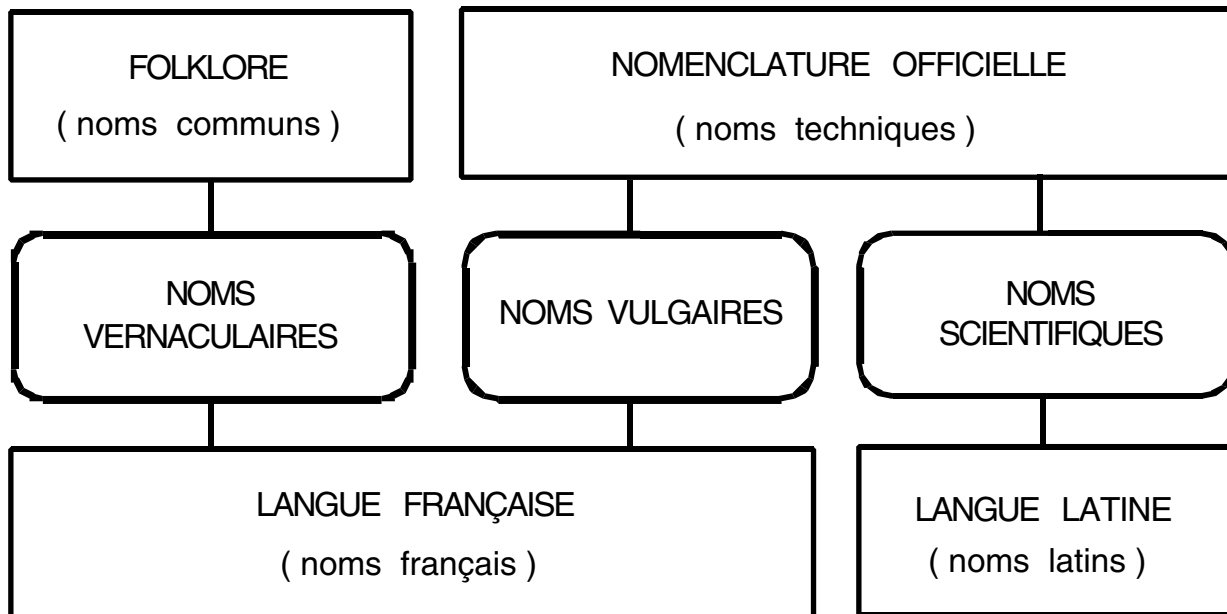 FOLKLORE
( noms communs )
NOMENCLATURE OFFICIELLE
( noms techniques )
NOMS
VERNACULAIRES
NOMS VULGAIRES
NOMS
SCIENTIFIQUES
LANGUE FRANÇAISE
( noms français )
LANGUE LATINE
( noms latins )